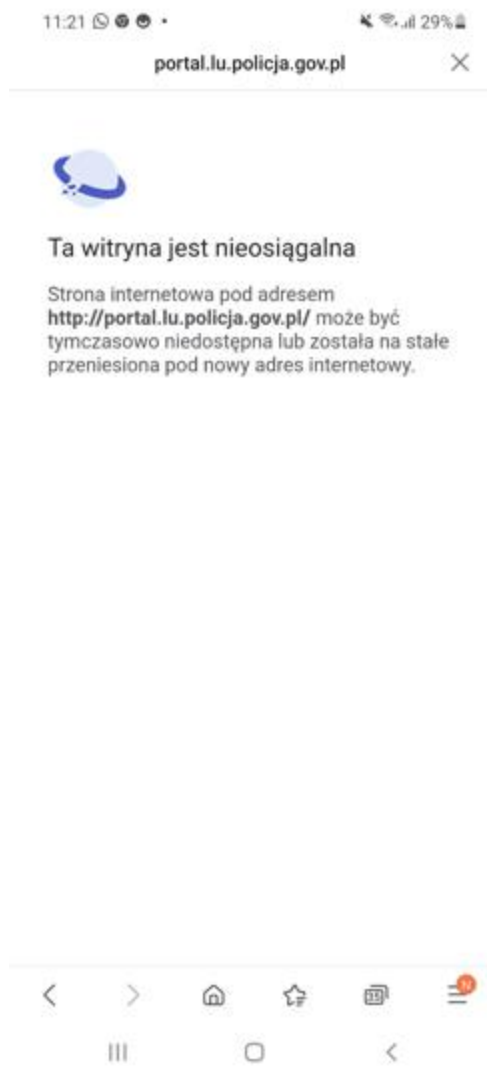 11:21
29%
portal.lu.policja.gov.pl
Ta witryna jest nieosiągalna
Strona internetowa pod adresem
http://portal.lu.policja.gov.pl/ może być
tymczasowo niedostępna lub została na stałe
przeniesiona pod nowy adres internetowy.
N